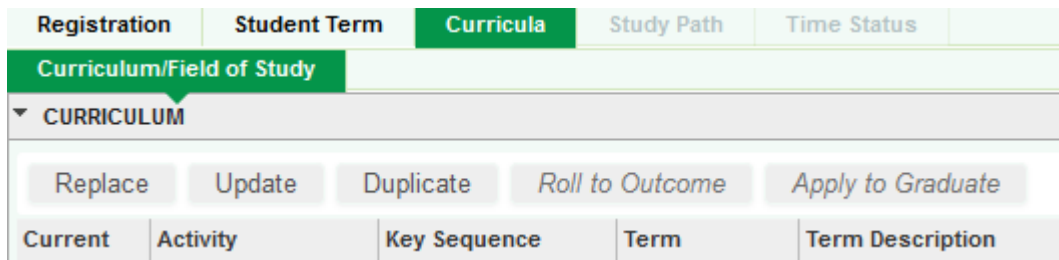 Registration Student Term Curricula Study Path Time Status
Curriculum/Field of Study
CURRICULUM
Replace Update Duplicate Roll to Outcome Apply to Graduate
Current Activity Key Sequence Term Term Description